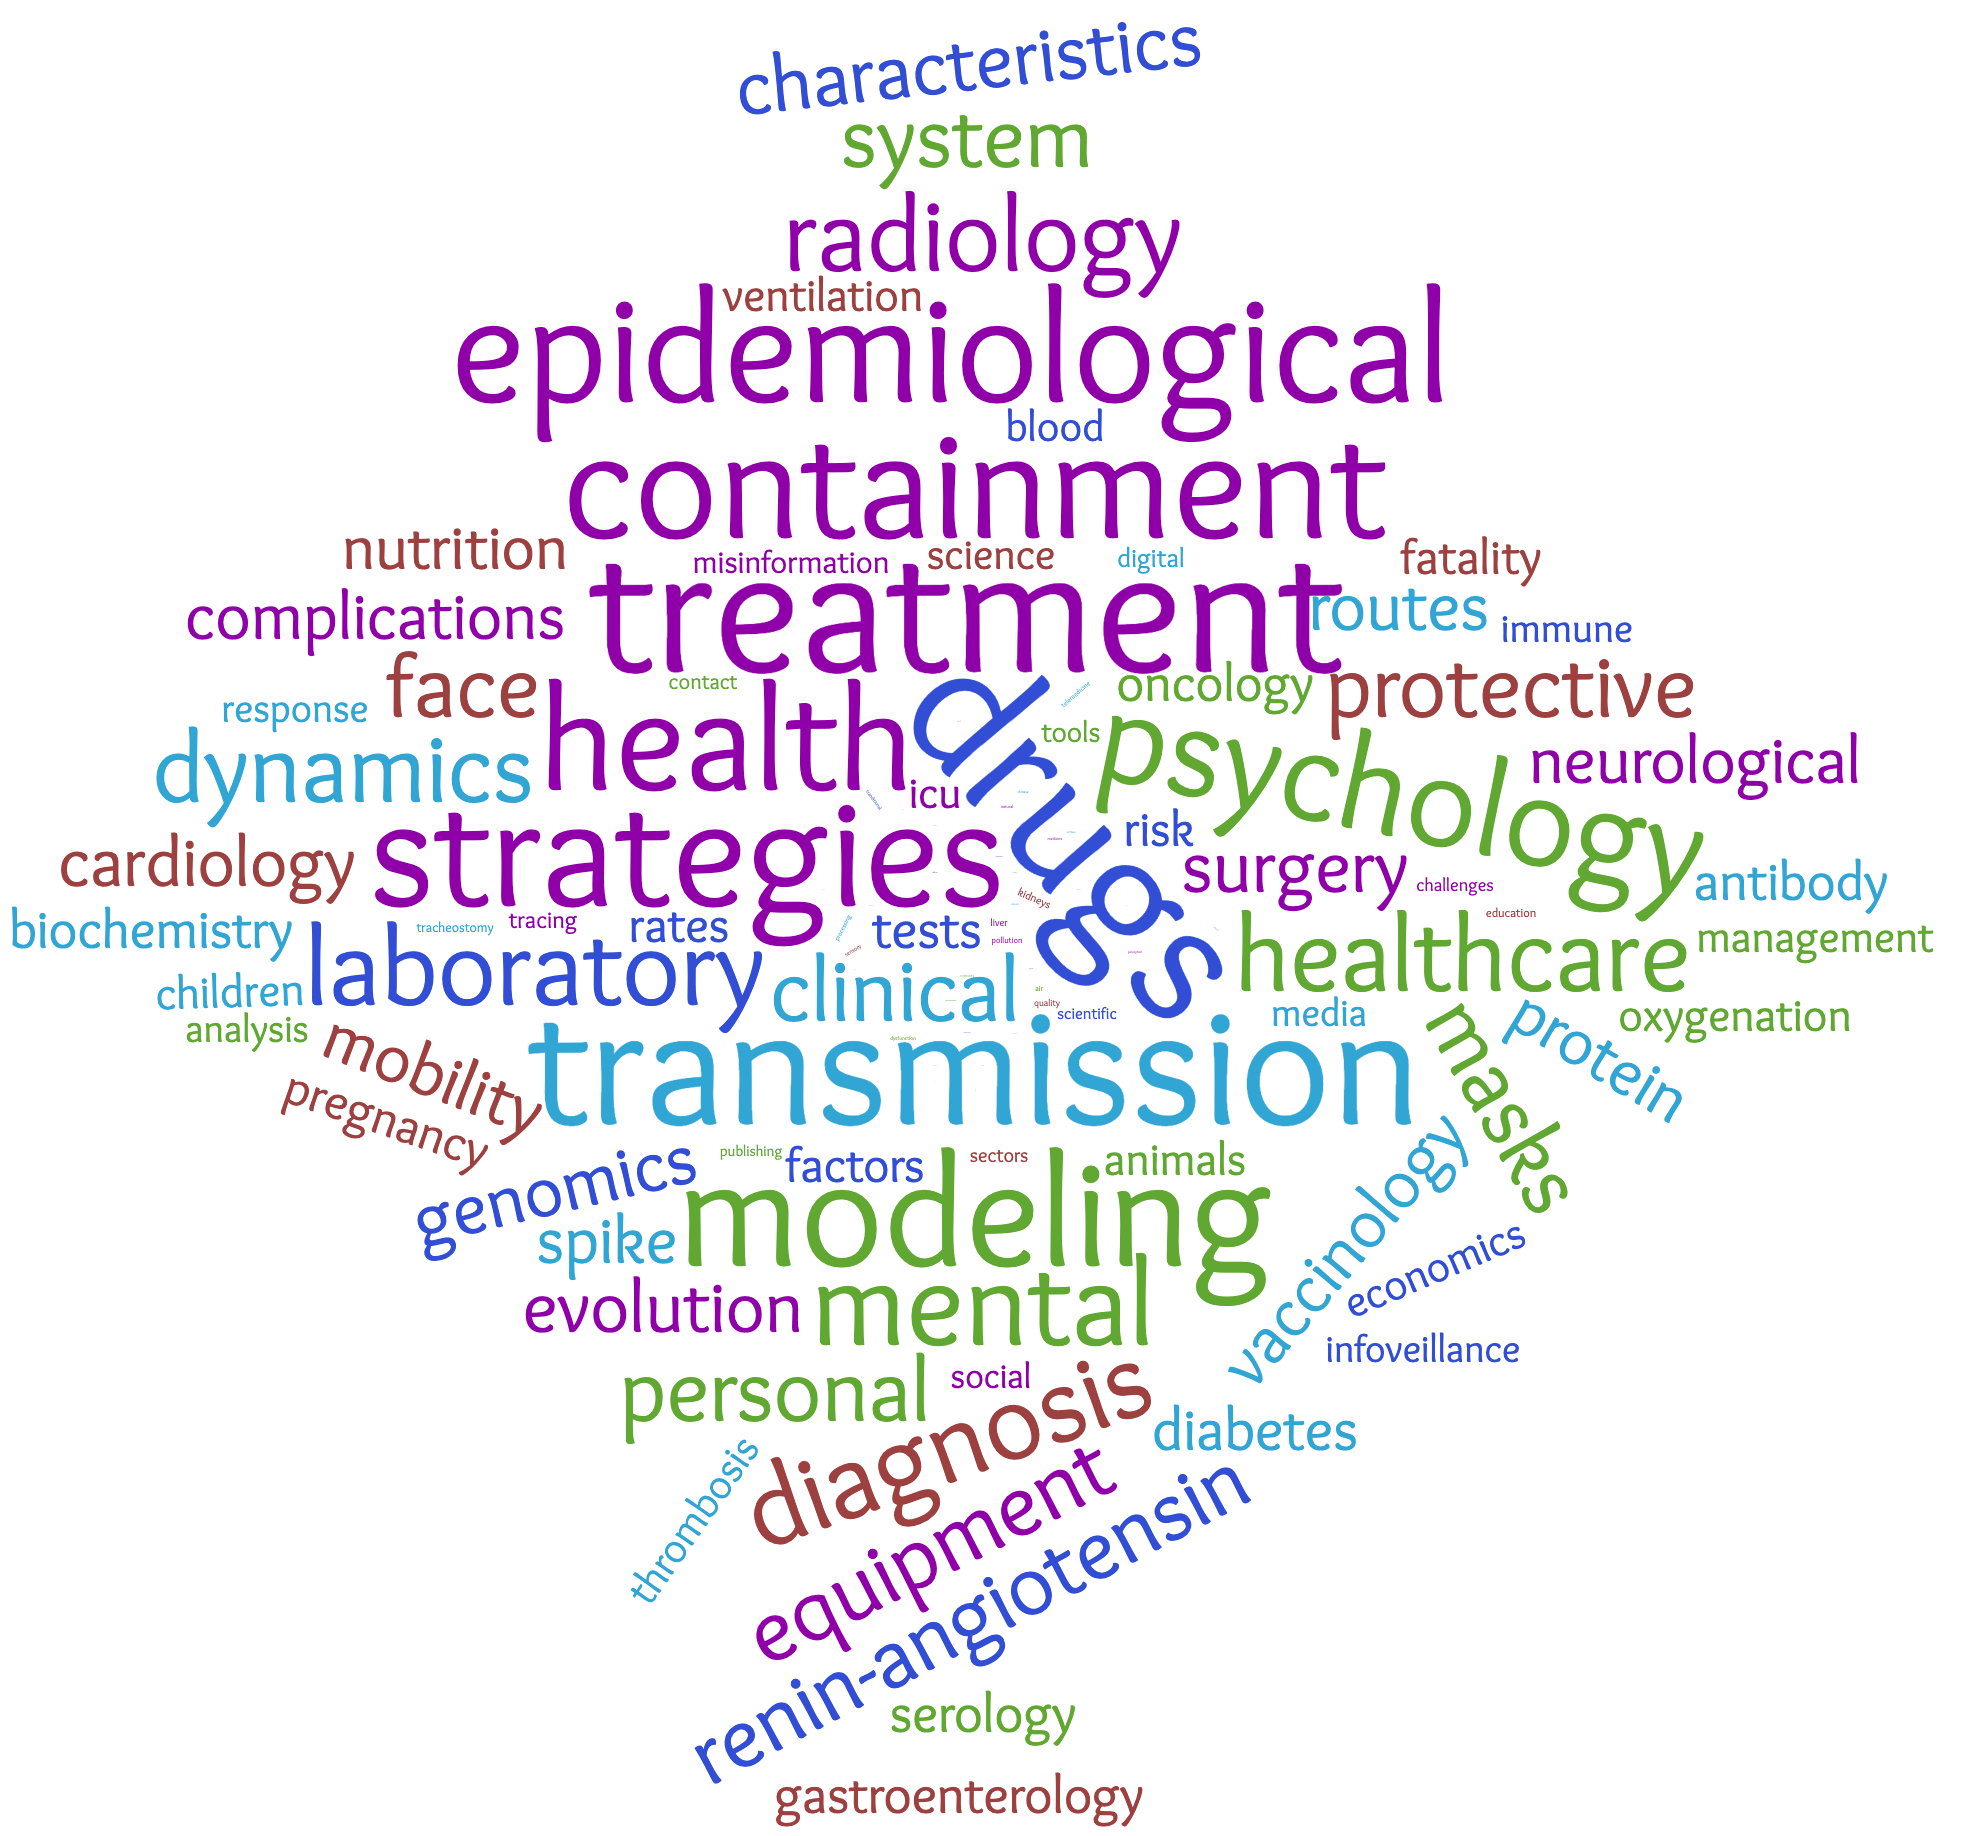 characteristics
system
radiology
ventilation
epidemiological
blood
containment
nutrition
misinformation
science
digital
fatality
treatment
complications
routes
immune
face
contact
telemedicine
oncology
protective
response
health
drugs
tools
psychology
neurological
dynamics
icu
risk
strategies
cardiology
surgery
challenges
antibody
kidneys
biochemistry
tracheostomy
tracing
rates
tests
liver
education
pollution
healthcare
management
laboratory
clinical
children
air
quality
scientific
media
oxygenation
analysis
mobility
dysfunction
masks
protein
transmission
pregnancy
genomics
publishing
factors
sectors
animals
vaccinology
spike
modeling
economics
evolution
mental
infoveillance
personal
social
diagnosis
diabetes
thrombosis
equipment
renin-angiotensin
serology
gastroenterology